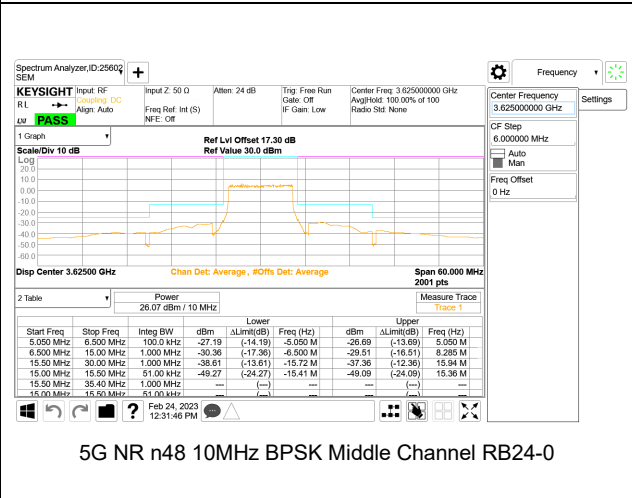 Spectrum Analyzer,ID:25602
SEM
Frequency
KEYSIGHT
Input: RF
Input Z: 50 Ω
Atten: 24 dB
Trig: Free Run
Center Freq: 3.625000000 GHz
Coupling: DC
Gate: Off
Avg|Hold: 100.00% of 100
RL
Align: Auto
Freq Ref: Int (S)
IF Gain: Low
Radio Std: None
NFE: Off
LXI
PASS
Center Frequency
3.625000000 GHz
Settings
CF Step
6.000000 MHz
Auto
Man
Freq Offset
0 Hz
1 Graph
Ref Lvl Offset 17.30 dB
Scale/Div 10 dB
Ref Value 30.0 dBm
Log
20.0
10.0
0.00
-10.0
-20.0
-30.0
-40.0
-50.0
-60.0
Disp Center 3.62500 GHz
Chan Det: Average , #Offs Det: Average
Span 60.000 MHz
2001 pts
2 Table
Power
26.07 dBm / 10 MHz
Measure Trace
Trace 1
Lower Upper
Start Freq Stop Freq Integ BW dBm ΔLimit(dB) Freq (Hz) dBm ΔLimit(dB) Freq (Hz)
5.050 MHz 6.500 MHz 100.0 kHz -27.19 (-14.19) -5.050 M -26.69 (-13.69) 5.050 M
6.500 MHz 15.00 MHz 1.000 MHz -30.36 (-17.36) -6.500 M -29.51 (-16.51) 8.285 M
15.50 MHz 30.00 MHz 1.000 MHz -38.61 (-13.61) -15.72 M -37.36 (-12.36) 15.94 M
15.00 MHz 15.50 MHz 51.00 kHz -49.27 (-24.27) -15.41 M -49.09 (-24.09) 15.36 M
15.50 MHz 35.40 MHz 1.000 MHz --- (---) --- --- (---) ---
15.00 MHz 15.50 MHz 51.00 kHz --- (---) --- --- (---) ---
Feb 24, 2023
12:31:46 PM
5G NR n48 10MHz BPSK Middle Channel RB24-0